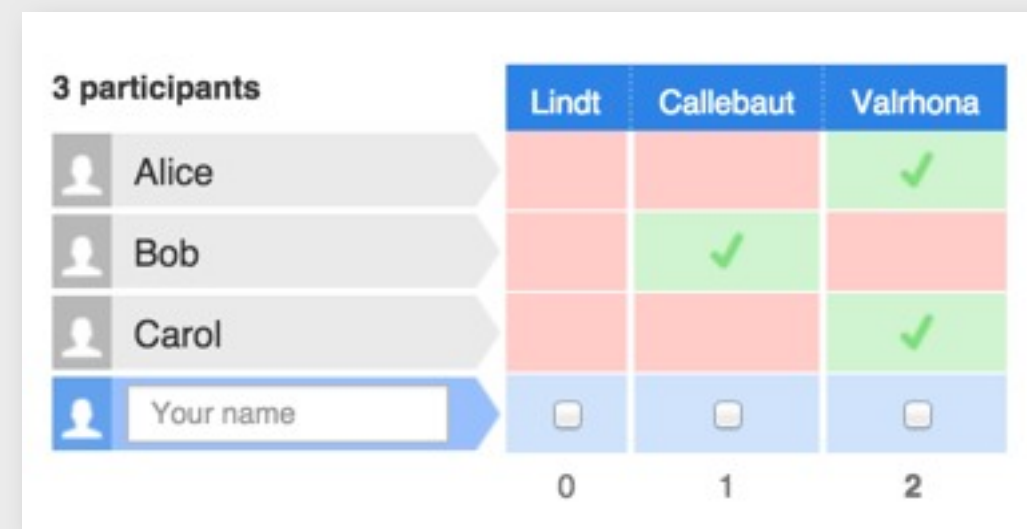 3 participants
Lindt Callebaut Valrhona
Alice
Bob
Carol
Your name
0 1 2